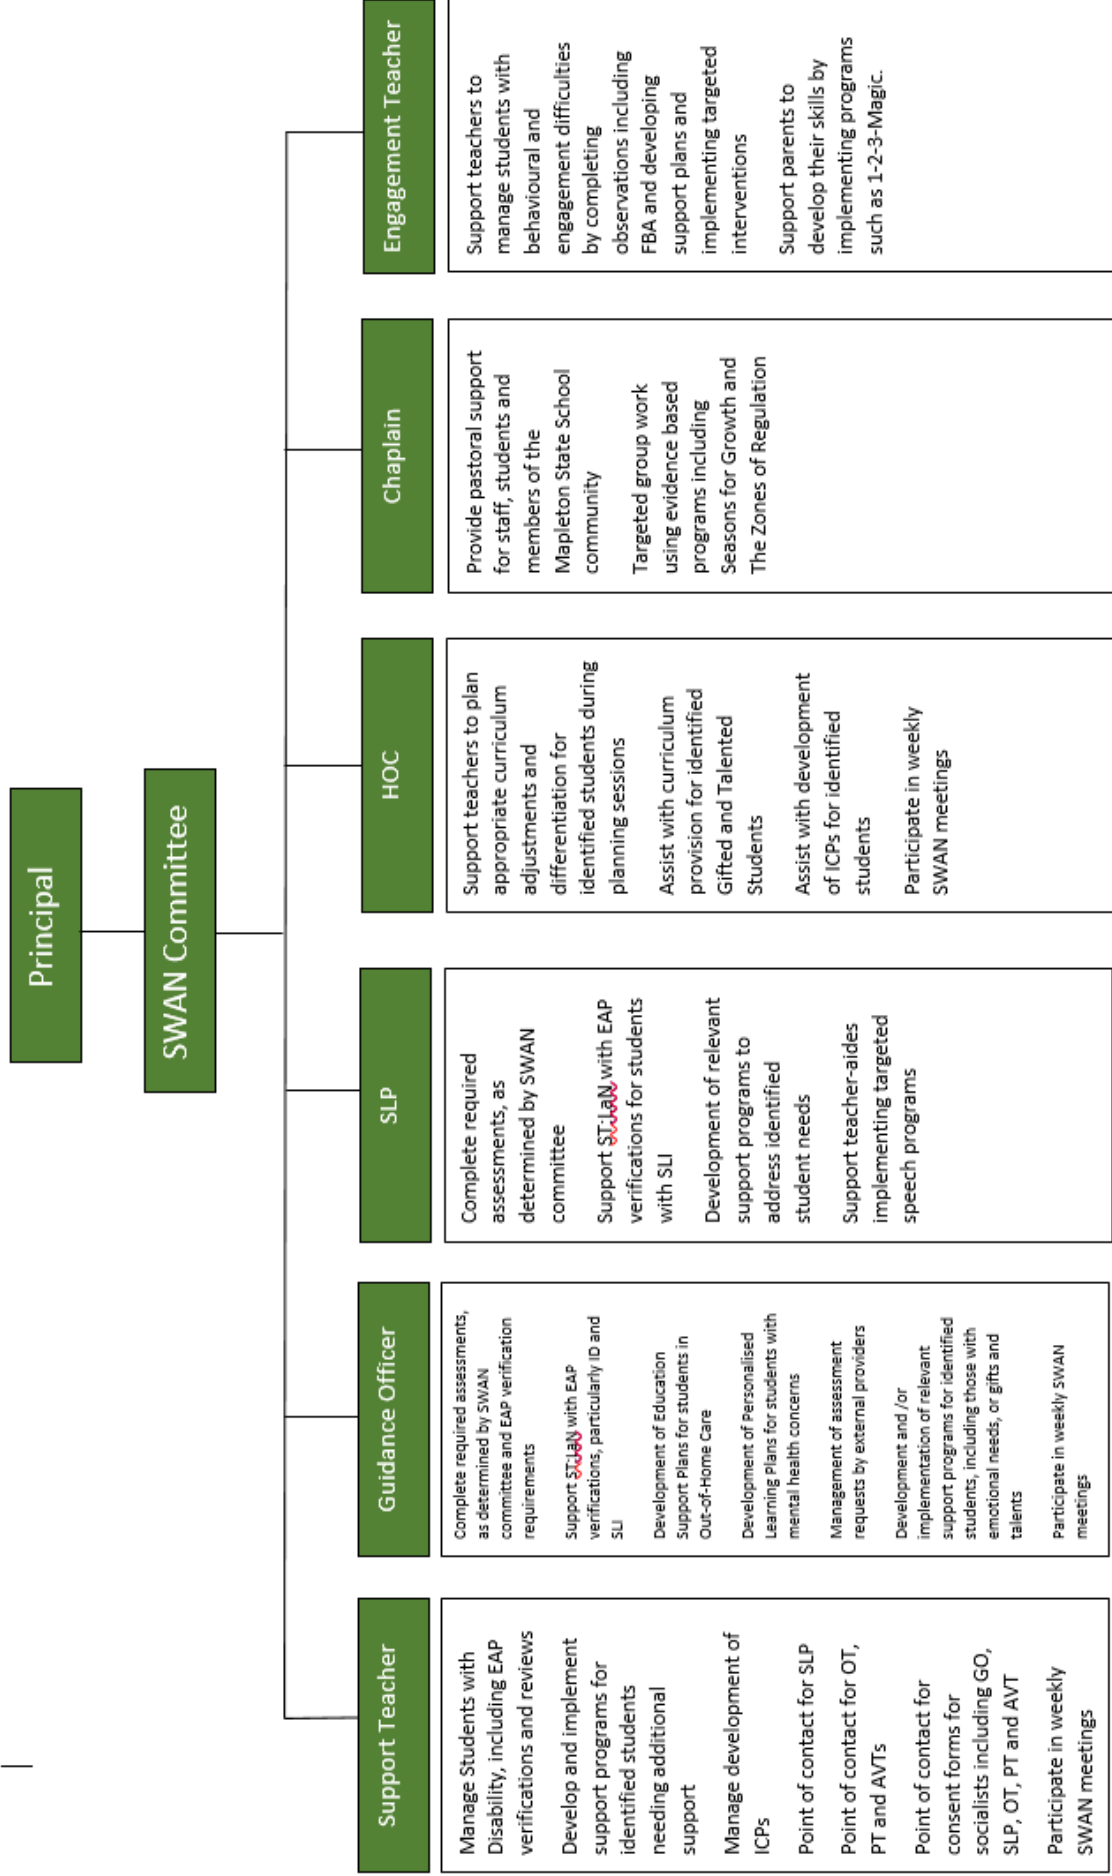 Principal
SWAN Committee
Support Teacher
Manage Students with
Disability, including EAP
verifications and reviews
Develop and implement
support programs for
identified students
needing additional
support
Manage development of
ICPs
Point of contact for SLP
Point of contact for OT,
PT and AVTs
Point of contact for
consent forms for
socialists including GO,
SLP, OT, PT and AVT
Participate in weekly
SWAN meetings
Guidance Officer
Complete required assessments,
as determined by SWAN
committee and EAP verification
requirements
Support ST:LaN with EAP
verifications, particularly ID and
SLI
Development of Education
Support Plans for students in
Out-of-Home Care
Development of Personalised
Learning Plans for students with
mental health concerns
Management of assessment
requests by external providers
Development and /or
implementation of relevant
support programs for identified
students, including those with
emotional needs, or gifts and
talents
Participate in weekly SWAN
meetings
SLP
Complete required
assessments, as
determined by SWAN
committee
Support ST:LaN with EAP
verifications for students
with SLI
Development of relevant
support programs to
address identified
student needs
Support teacher-aides
implementing targeted
speech programs
HOC
Support teachers to plan
appropriate curriculum
adjustments and
differentiation for
identified students during
planning sessions
Assist with curriculum
provision for identified
Gifted and Talented
Students
Assist with development
of ICPs for identified
students
Participate in weekly
SWAN meetings
Chaplain
Provide pastoral support
for staff, students and
members of the
Mapleton State School
community
Targeted group work
using evidence based
programs including
Seasons for Growth and
The Zones of Regulation
Engagement Teacher
Support teachers to
manage students with
behavioural and
engagement difficulties
by completing
observations including
FBA and developing
support plans and
implementing targeted
interventions
Support parents to
develop their skills by
implementing programs
such as 1-2-3-Magic.